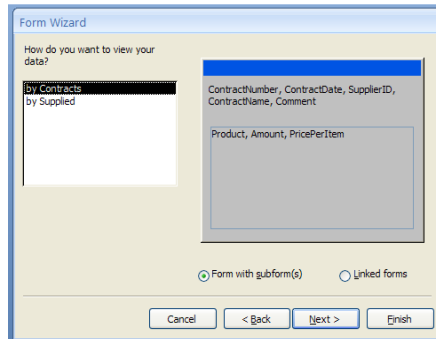 Form Wizard
How do you want to view your
data?
by Contracts
by Supplied
ContractNumber, ContractDate, SupplierID,
ContractName, Comment
Product, Amount, PricePerItem
Form with subform(s)
Linked forms
Cancel
< Back
Next >
Finish